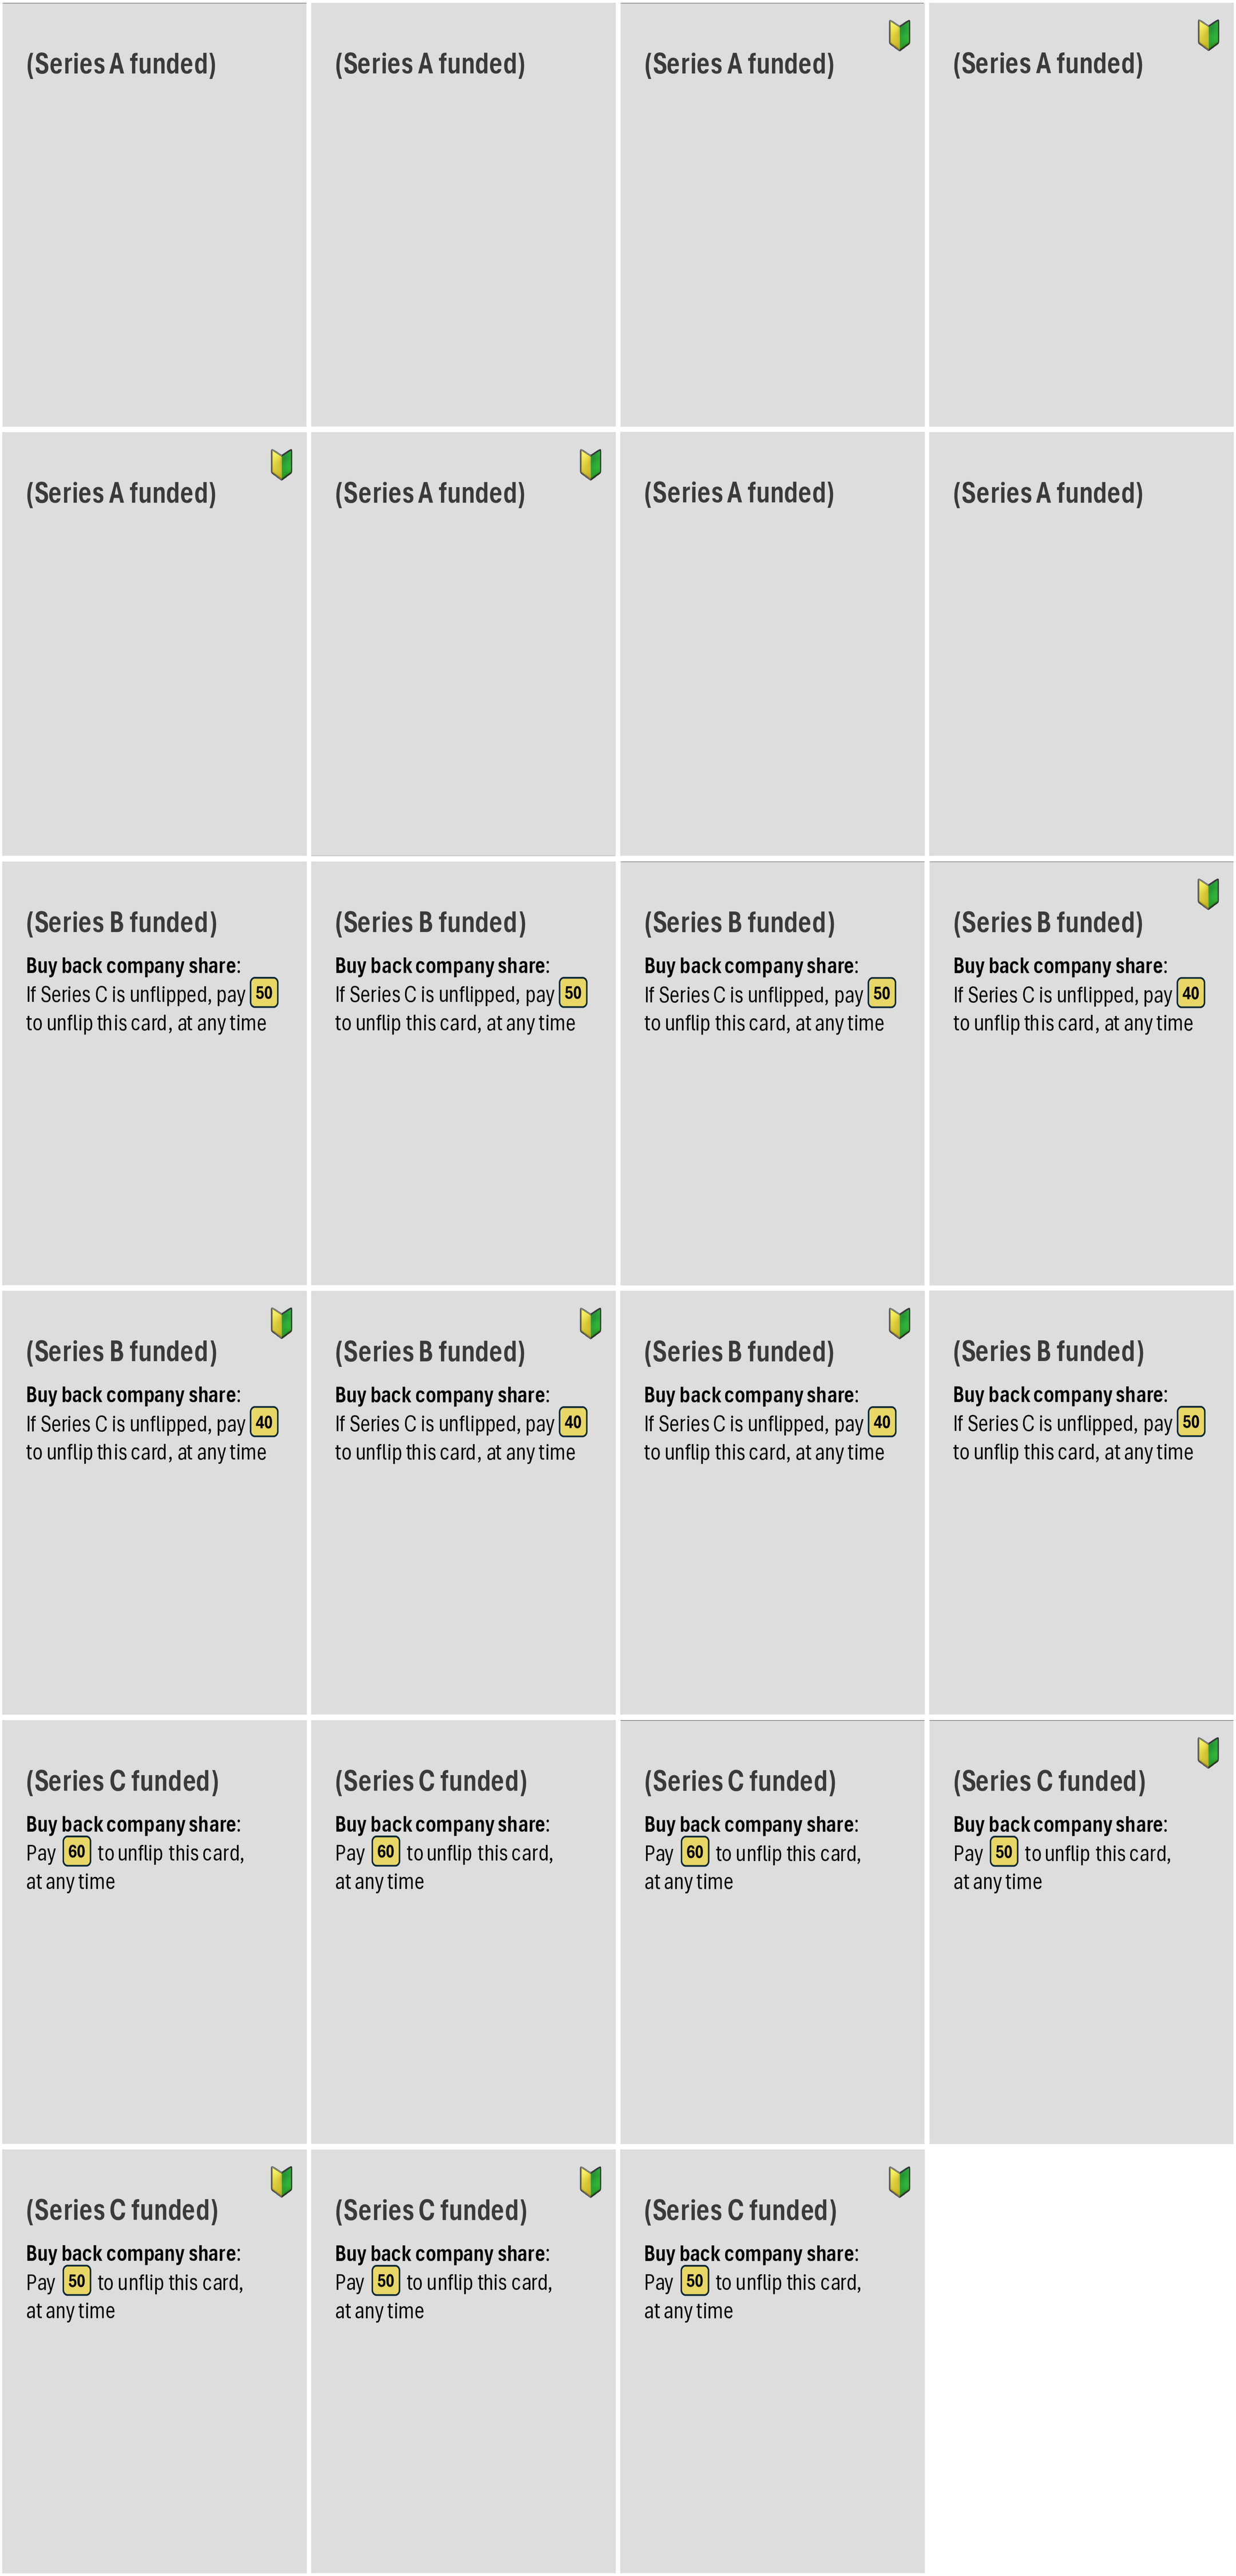 (Series A funded)
(Series A funded)
(Series A funded)
(Series A funded)
(Series A funded)
(Series A funded)
(Series A funded)
(Series A funded)
(Series B funded)
Buy back company share:
If Series C is unflipped, pay 50
to unflip this card, at any time
(Series B funded)
Buy back company share:
If Series C is unflipped, pay 50
to unflip this card, at any time
(Series B funded)
Buy back company share:
If Series C is unflipped, pay 50
to unflip this card, at any time
(Series B funded)
Buy back company share:
If Series C is unflipped, pay 40
to unflip this card, at any time
(Series B funded)
Buy back company share:
If Series C is unflipped, pay 40
to unflip this card, at any time
(Series B funded)
Buy back company share:
If Series C is unflipped, pay 40
to unflip this card, at any time
(Series B funded)
Buy back company share:
If Series C is unflipped, pay 40
to unflip this card, at any time
(Series B funded)
Buy back company share:
If Series C is unflipped, pay 50
to unflip this card, at any time
(Series C funded)
Buy back company share:
Pay 60 to unflip this card,
at any time
(Series C funded)
Buy back company share:
Pay 60 to unflip this card,
at any time
(Series C funded)
Buy back company share:
Pay 60 to unflip this card,
at any time
(Series C funded)
Buy back company share:
Pay 50 to unflip this card,
at any time
(Series C funded)
Buy back company share:
Pay 50 to unflip this card,
at any time
(Series C funded)
Buy back company share:
Pay 50 to unflip this card,
at any time
(Series C funded)
Buy back company share:
Pay 50 to unflip this card,
at any time